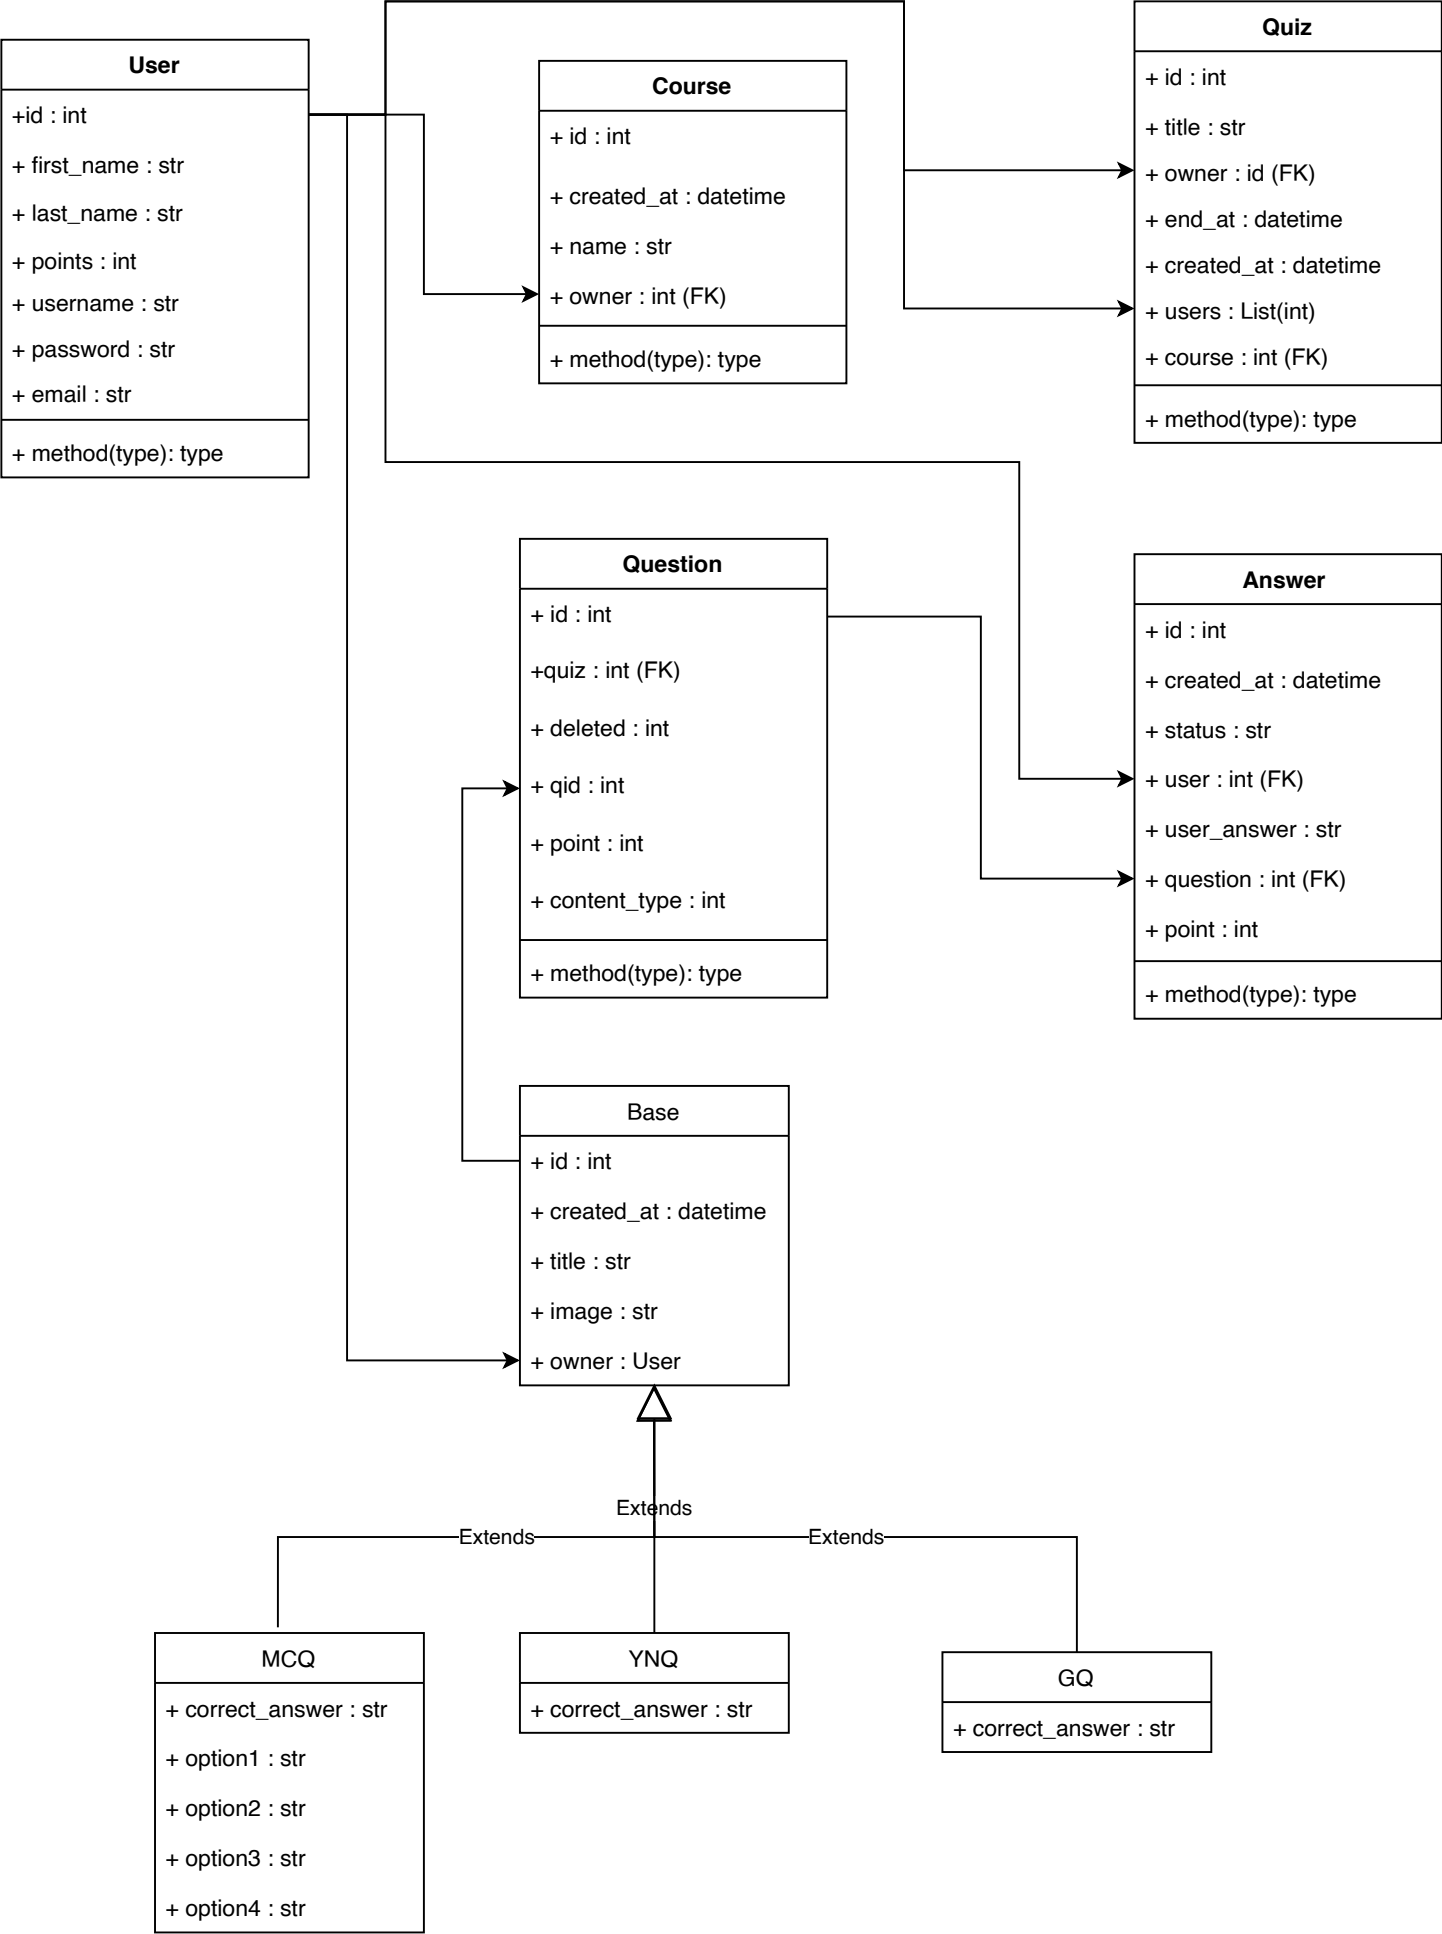 User
+id : int
+ first_name : str
+ last_name : str
+ points : int
+ username : str
+ password : str
+ email : str
+ method(type): type
Course
+ id : int
+ created_at : datetime
+ name : str
+ owner : int (FK)
+ method(type): type
Quiz
+ id : int
+ title : str
+ owner : id (FK)
+ end_at : datetime
+ created_at : datetime
+ users : List(int)
+ course : int (FK)
+ method(type): type
Question
+ id : int
+quiz : int (FK)
+ deleted : int
+ qid : int
+ point : int
+ content_type : int
+ method(type): type
Answer
+ id : int
+ created_at : datetime
+ status : str
+ user : int (FK)
+ user_answer : str
+ question : int (FK)
+ point : int
+ method(type): type
Base
+ id : int
+ created_at : datetime
+ title : str
+ image : str
+ owner : User
Extends
Extends
Extends
MCQ
+ correct_answer : str
+ option1 : str
+ option2 : str
+ option3 : str
+ option4 : str
YNQ
+ correct_answer : str
GQ
+ correct_answer : str